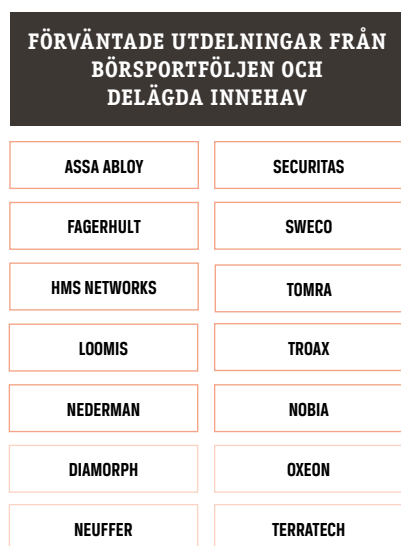 FÖRVÄNTADE UTDELNINGAR FRÅN
BÖRSPORTFÖLJEN OCH
DELÄGDA INNEHAV
ASSA ABLOY
SECURITAS
FAGERHULT
SWECO
HMS NETWORKS
TOMRA
LOOMIS
TROAX
NEDERMAN
NOBIA
DIAMORPH
OXEON
NEUFFER
TERRATECH